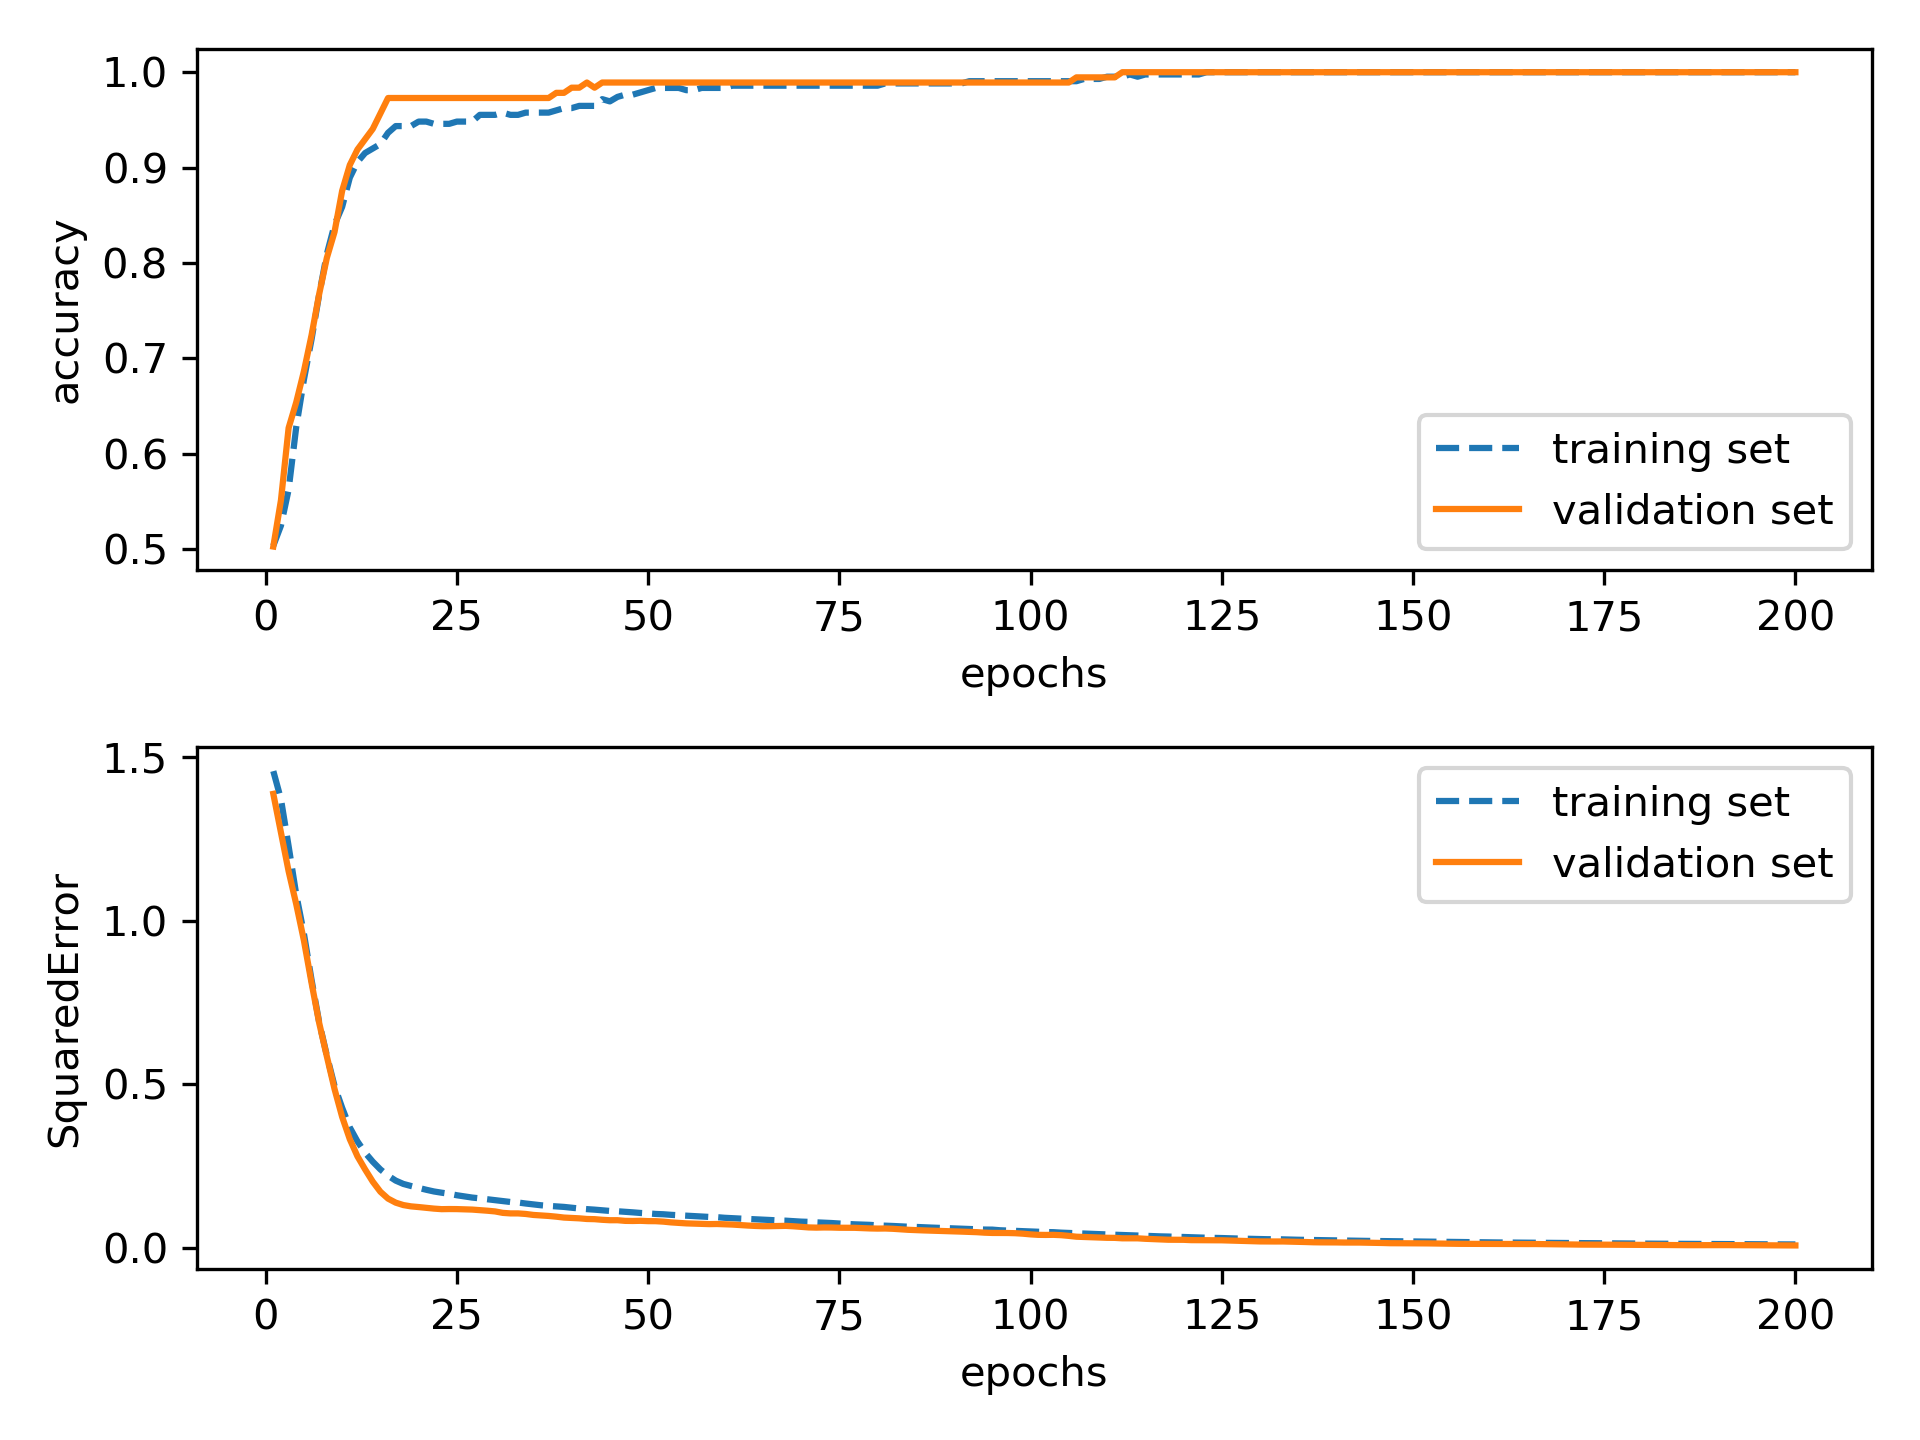 1.0
0.9
0.8
0.7
0.6
0.5
accuracy
training set
validation set
0 25 50 75 100 125 150 175 200
epochs
1.5
1.0
0.5
0.0
SquaredError
training set
validation set
0 25 50 75 100 125 150 175 200
epochs